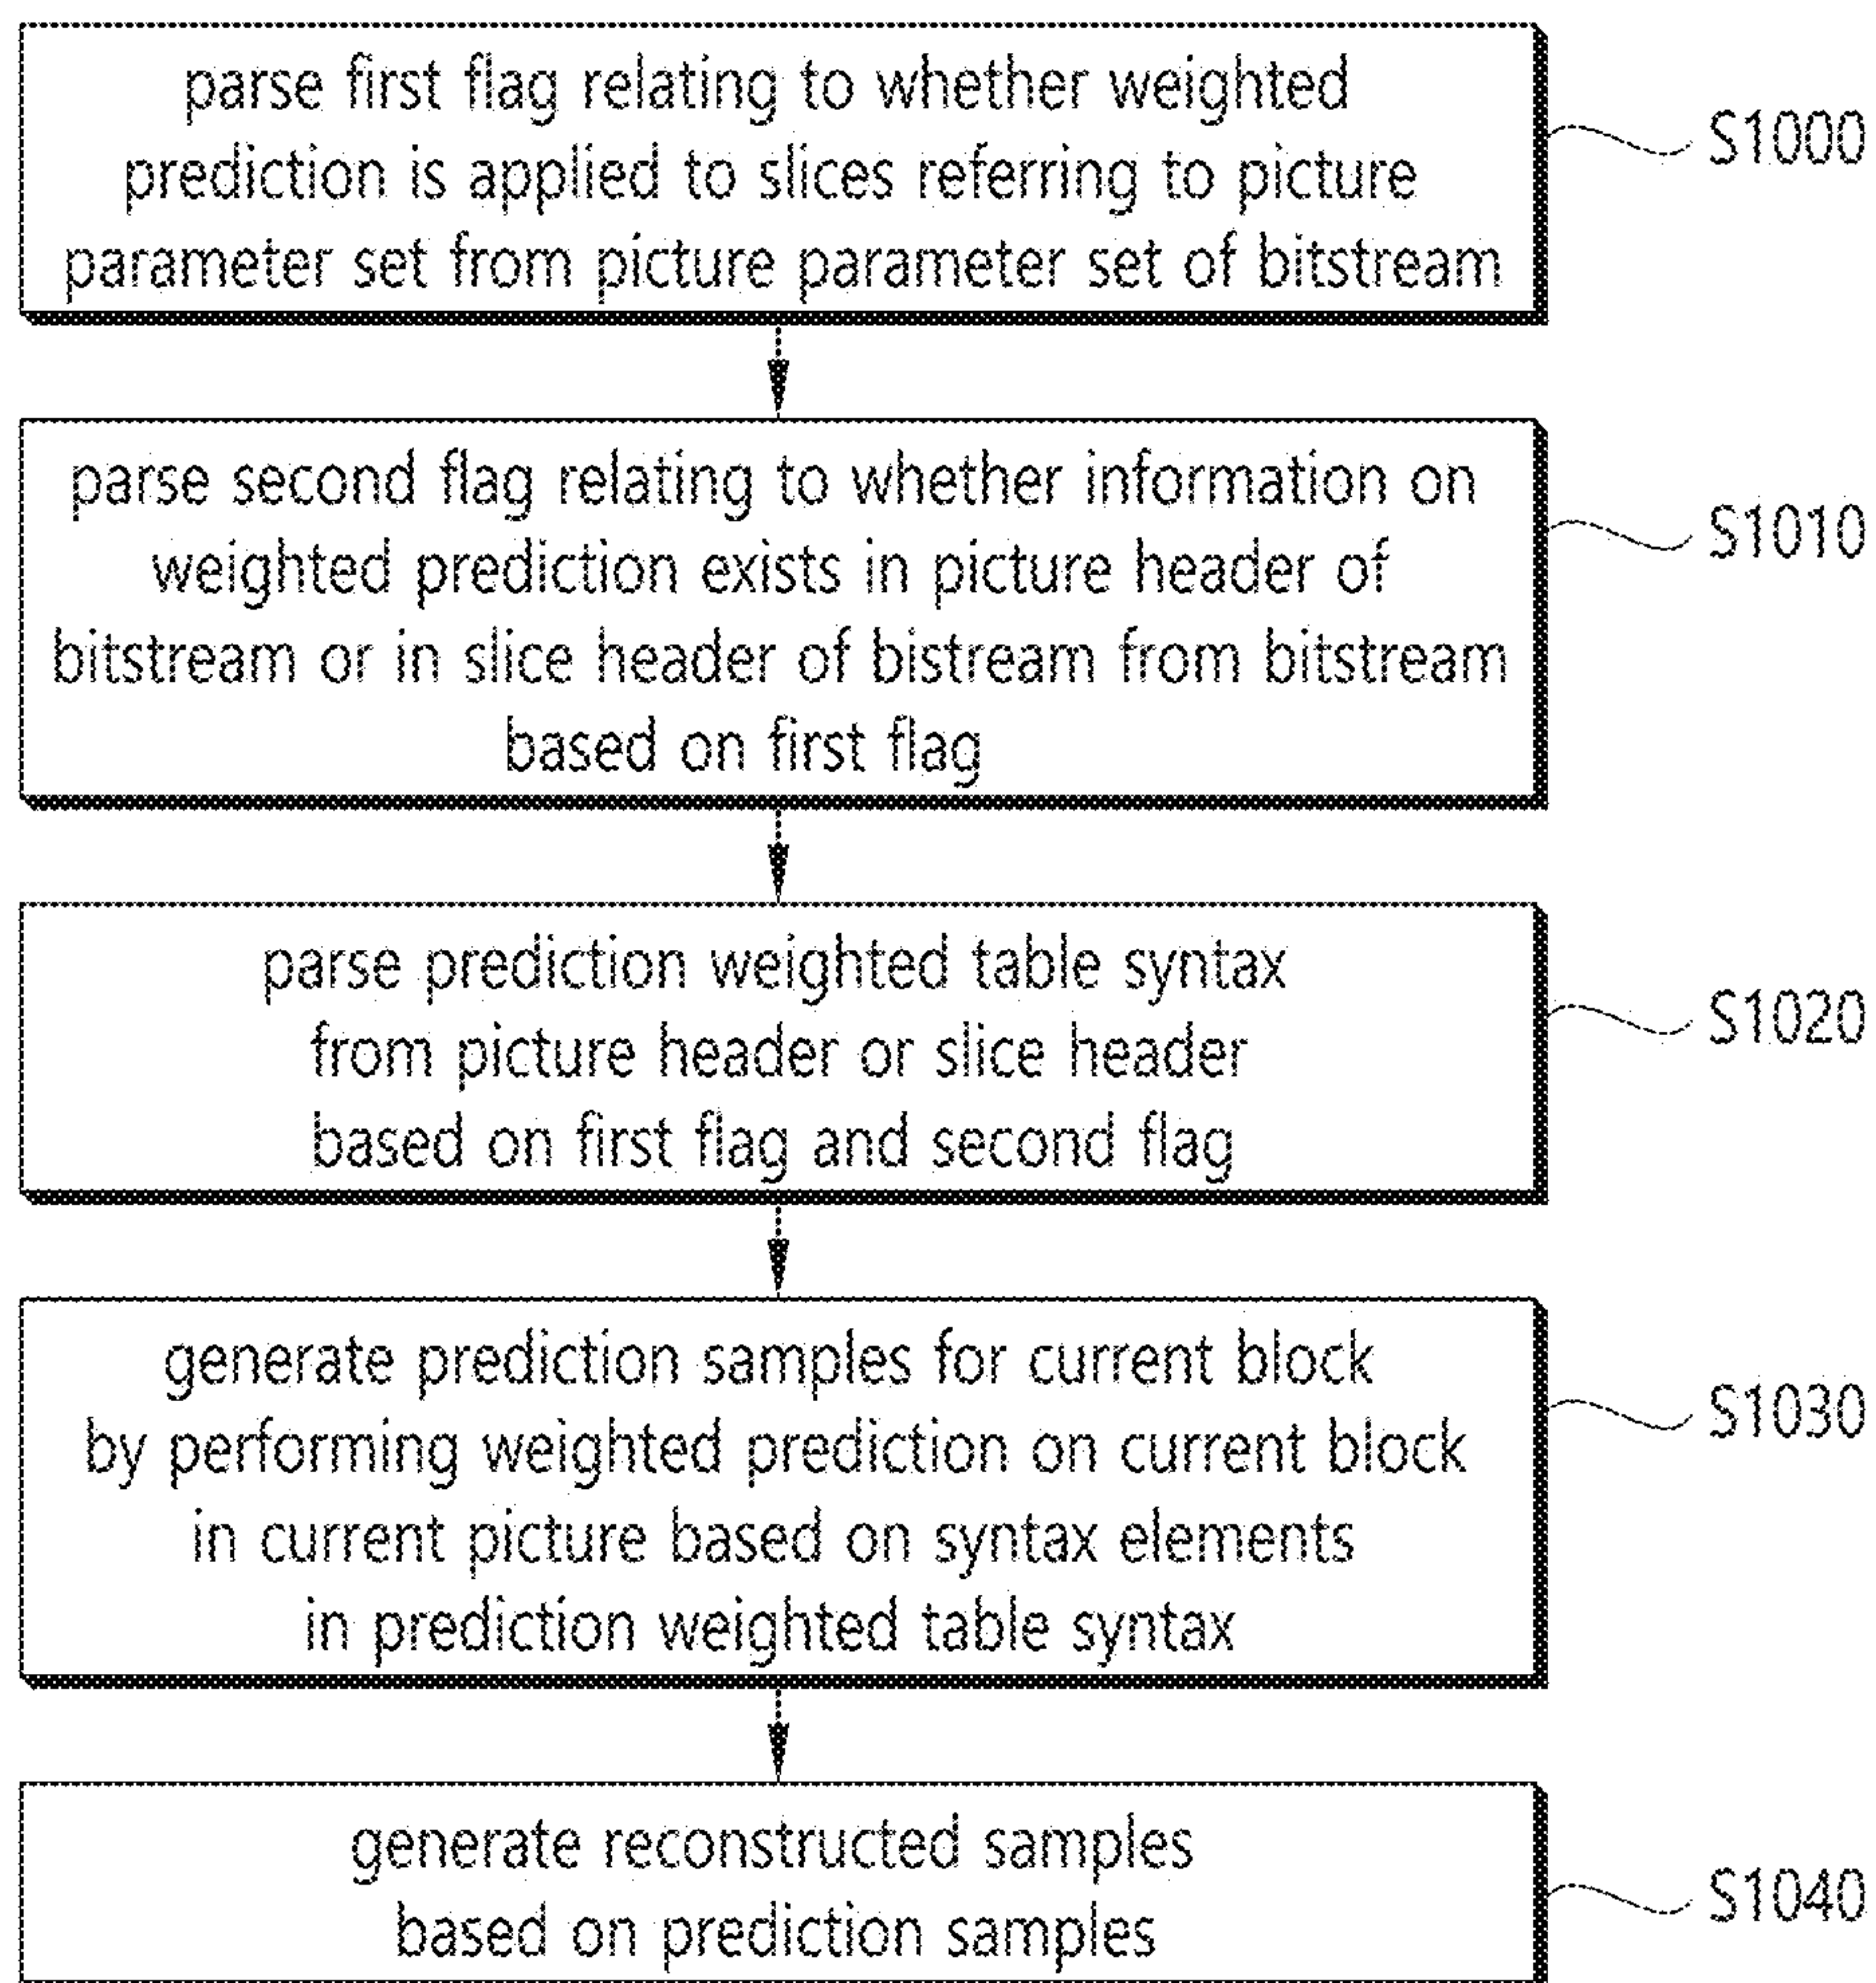 parse first flag relating to whether weighted
prediction is applied to slices referring to picture
parameter set from picture parameter set of bitstream
S1000
parse second flag relating to whether information on
weighted prediction exists in picture header of
bitstream or in slice header of bistream from bitstream
based on first flag
S1010
parse prediction weighted table syntax
from picture header or slice header
based on first flag and second flag
S1020
generate prediction samples for current block
by performing weighted prediction on current block
in current picture based on syntax elements
in prediction weighted table syntax
S1030
generate reconstructed samples
based on prediction samples
S1040